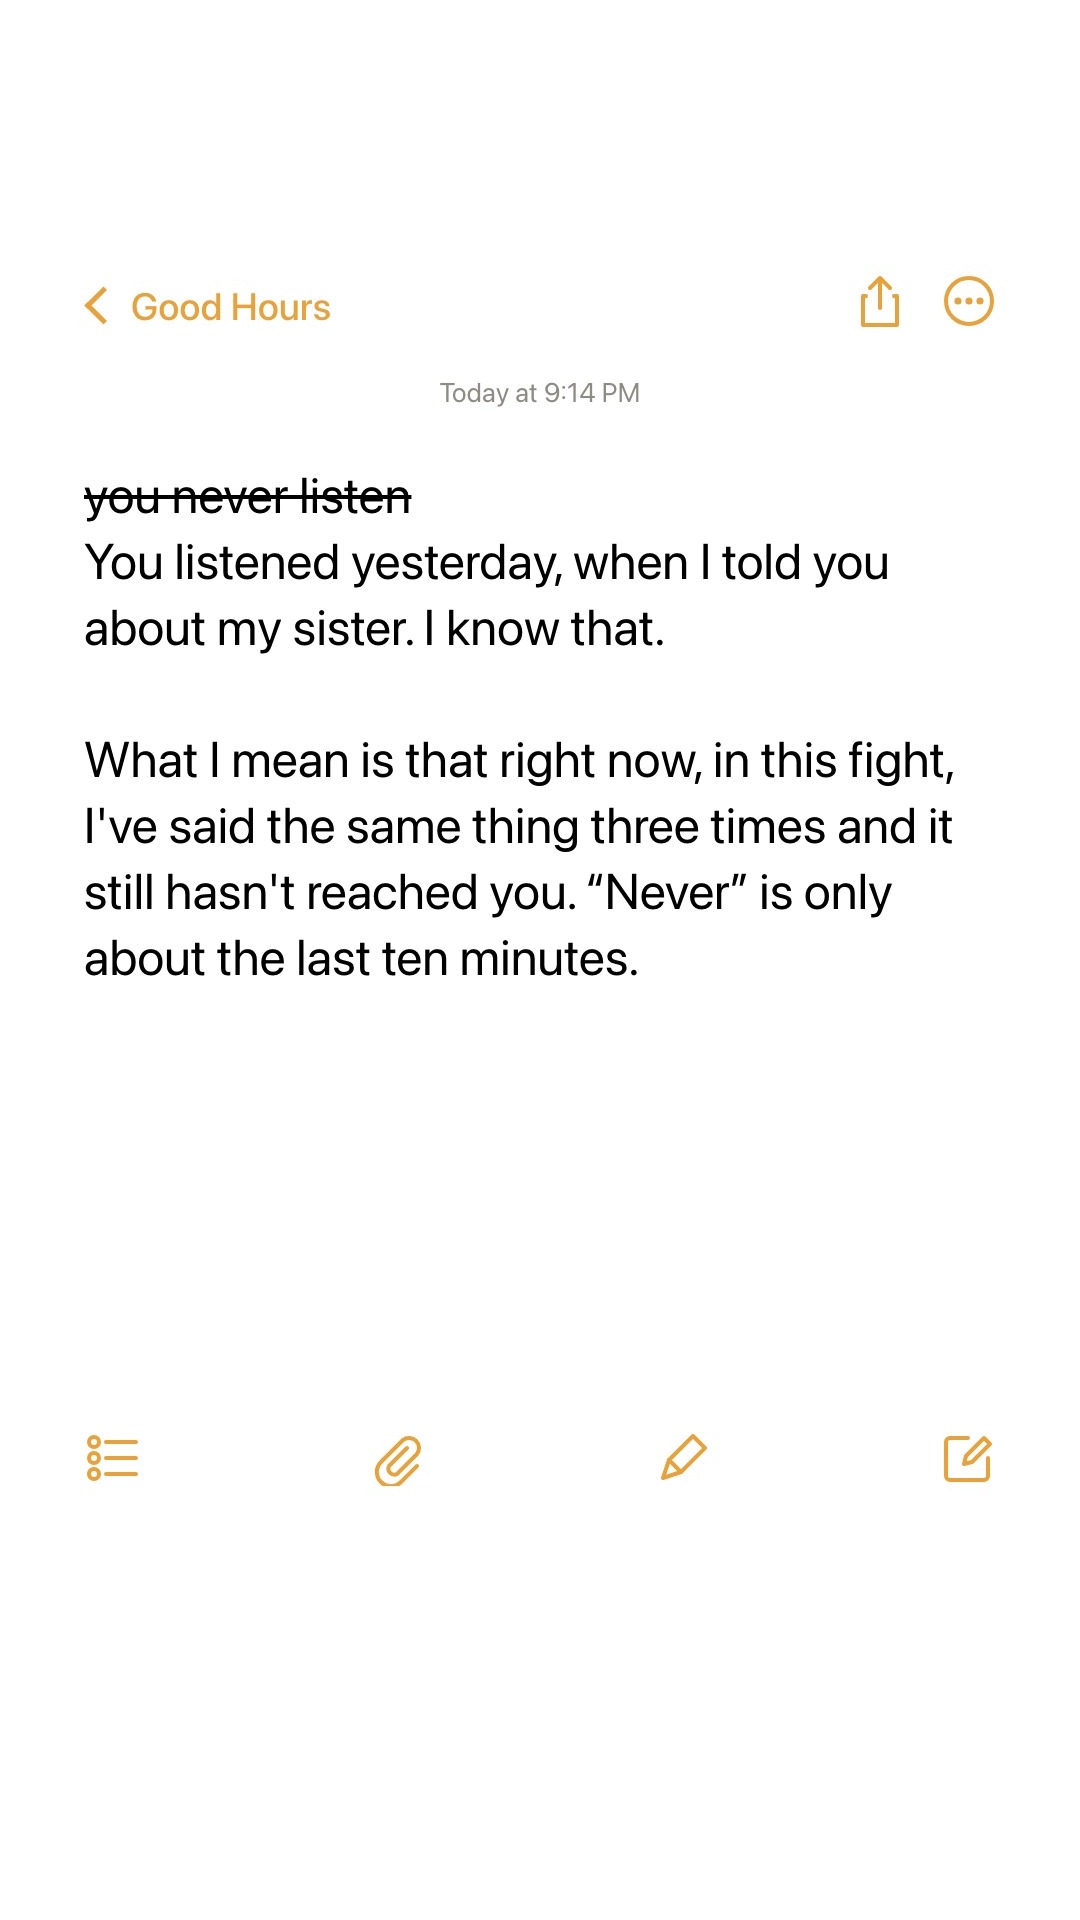 Good Hours
Today at 9:14 PM
you never listen
You listened yesterday, when I told you
about my sister. I know that.
What I mean is that right now, in this fight,
I've said the same thing three times and it
still hasn't reached you. “Never” is only
about the last ten minutes.